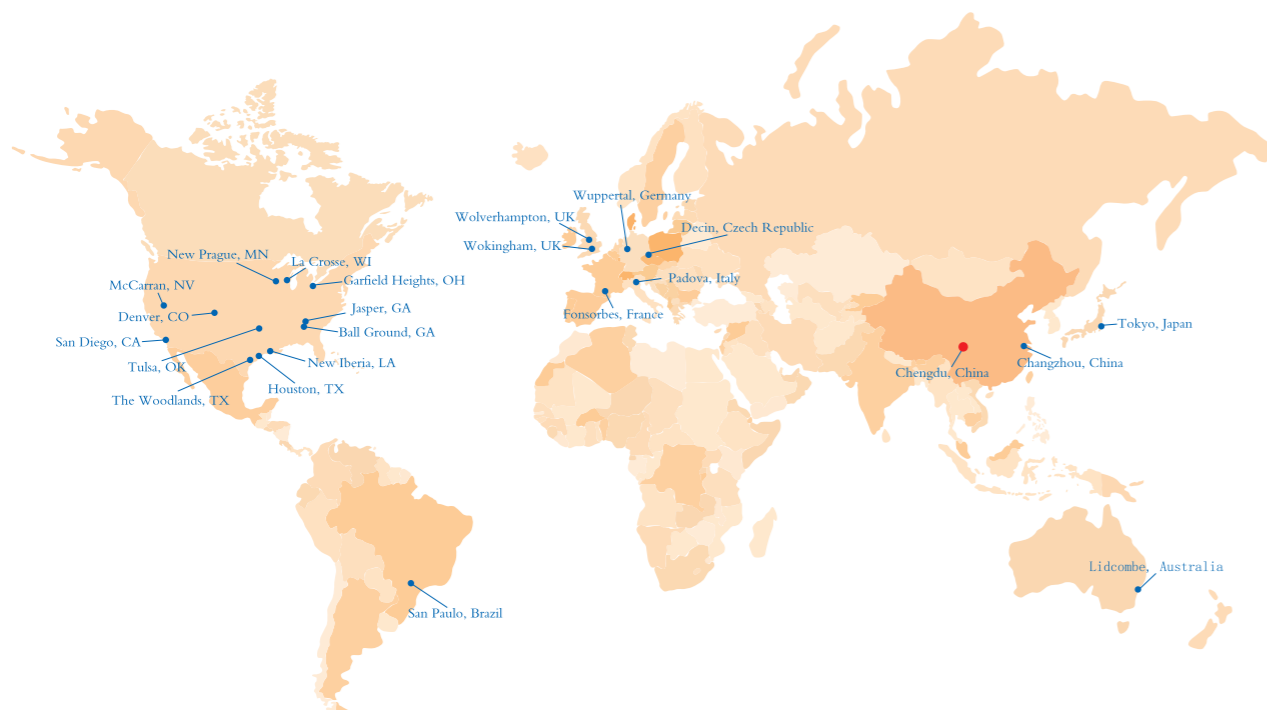 Wuppertal, Germany
Wolverhampton, UK
Decin, Czech Republic
Wokingham, UK
New Prague, MN
La Crosse, WI
Padova, Italy
Garfield Heights, OH
McCarran, NV
Jasper, GA
Fonsorbes, France
Denver, CO
Tokyo, Japan
Ball Ground, GA
San Diego, CA
New Iberia, LA
Changzhou, China
Tulsa, OK
Chengdu, China
Houston, TX
The Woodlands, TX
Lidcombe, Australia
San Paulo, Brazil